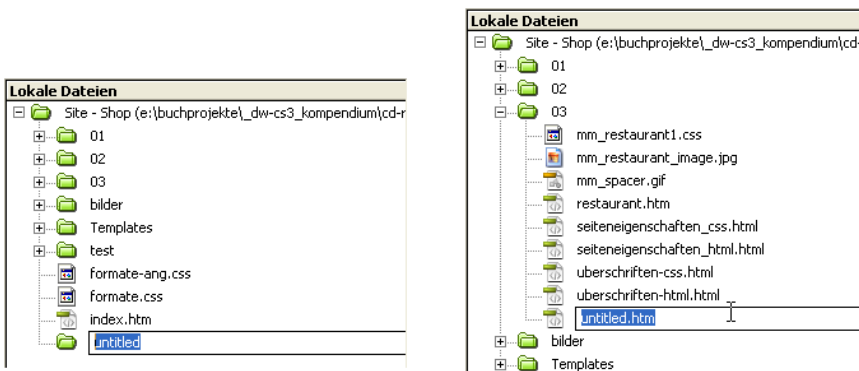 Lokale Dateien
Site - Shop (e:\buchprojekte\_dw-cs3_kompendium\cd-r
01
02
03
bilder
Templates
test
formate-ang.css
formate.css
index.htm
untitled
Lokale Dateien
Site - Shop (e:\buchprojekte\_dw-cs3_kompendium\cd-
01
02
03
mm_restaurant1.css
mm_restaurant_image.jpg
mm_spacer.gif
restaurant.htm
seiteneigenschaften_css.html
seiteneigenschaften_html.html
uberschriften-css.html
uberschriften-html.html
untitled.htm
bilder
Templates